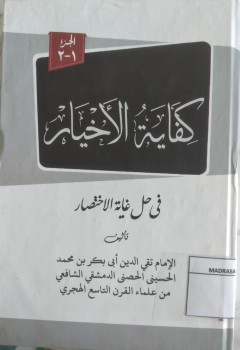 الجزء
١-٢
كفاية الأخيار
في حل غاية الاختصار
تأليف
الإمام تقي الدين أبي بكر بن محمد
الحسيني الحصني الدمشقي الشافعي
من علماء القرن التاسع الهجري
MADRASA